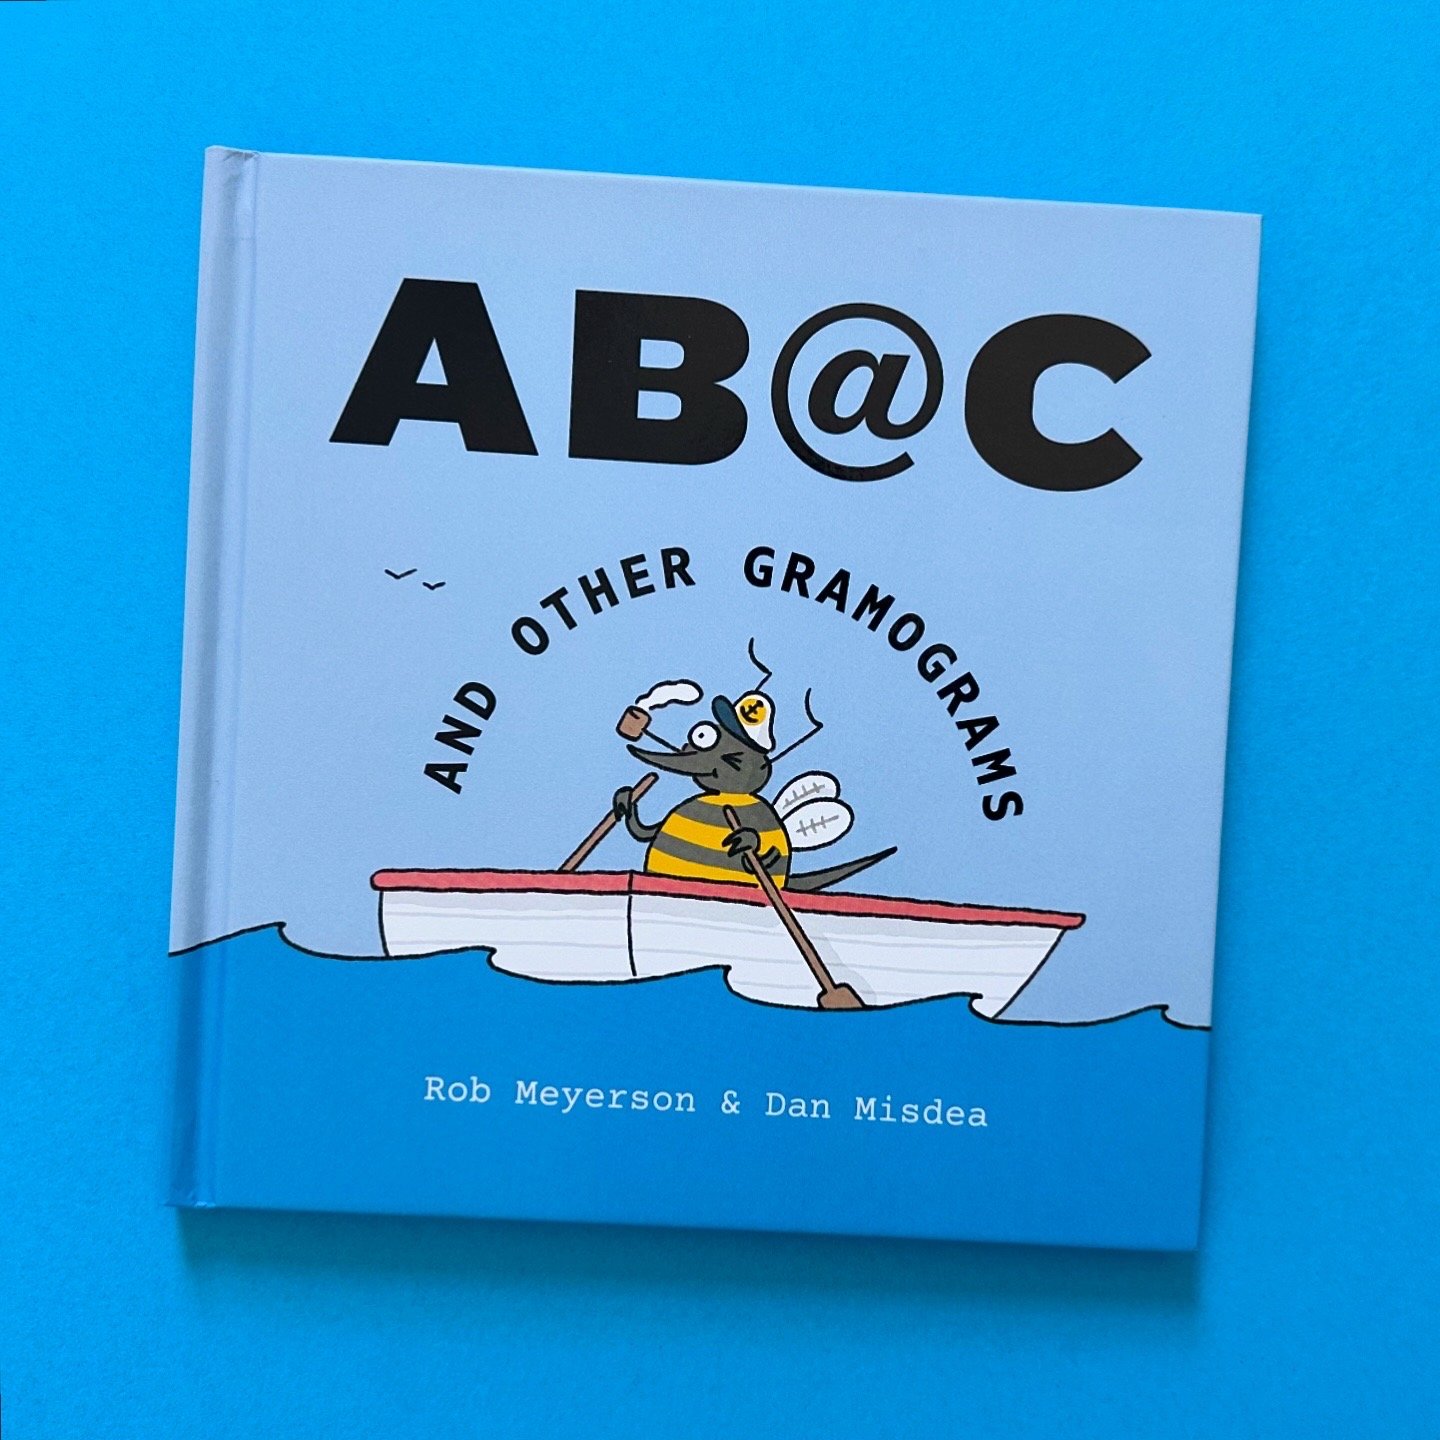 AB@C
AND OTHER GRAMOGRAMS
Rob Meyerson & Dan Misdea